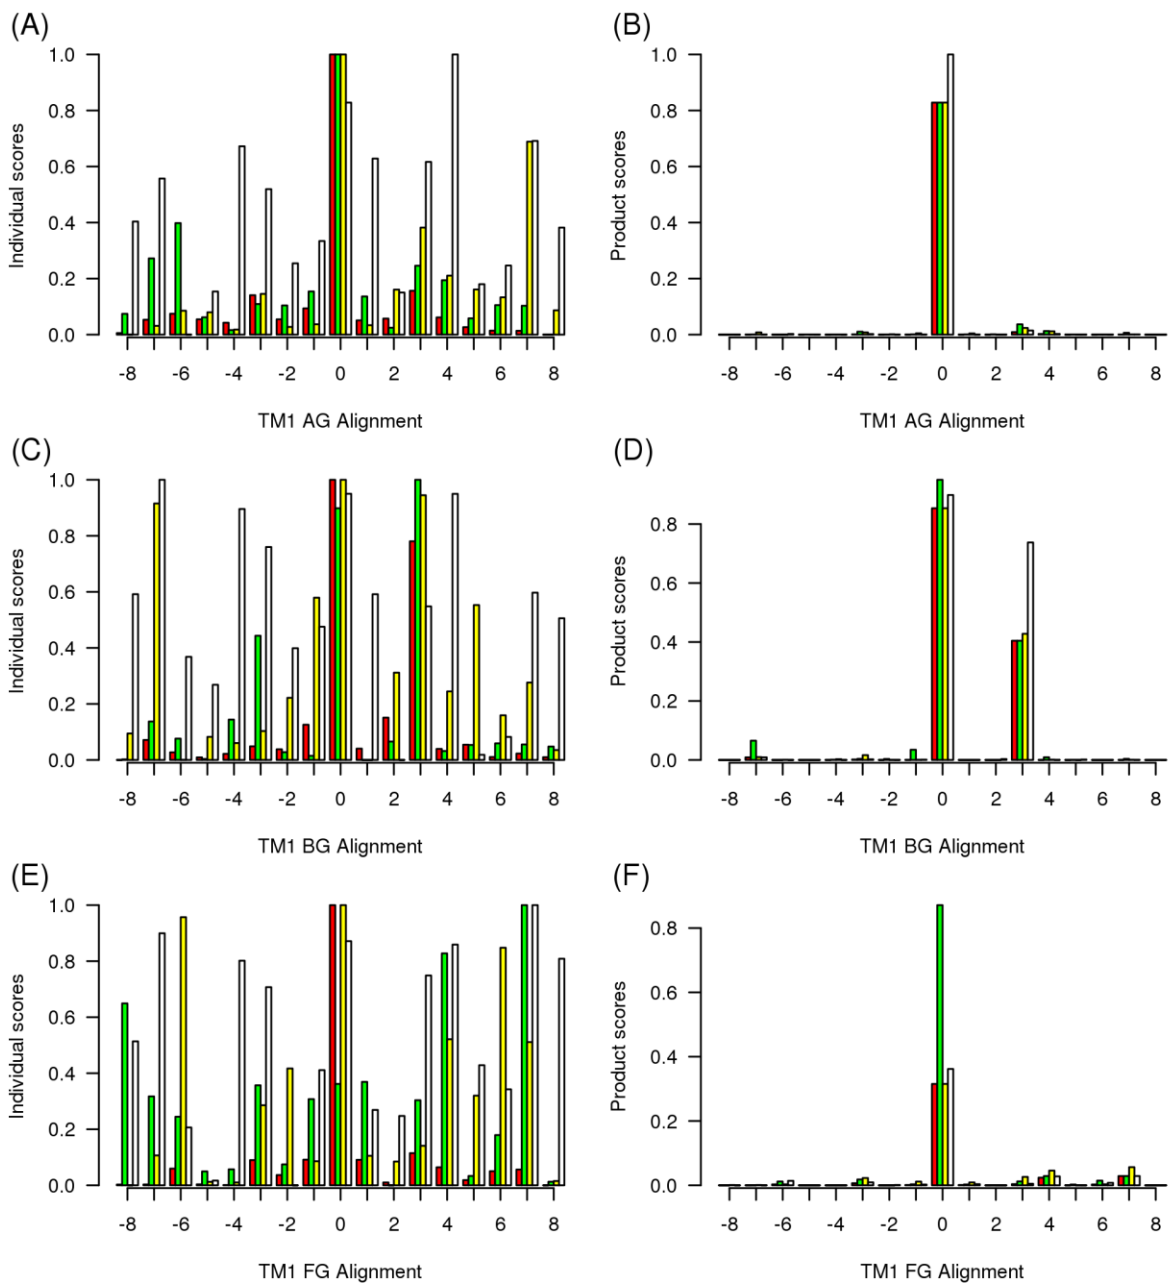 (A)
Individual scores
1.0
0.8
0.6
0.4
0.2
0.0
-8 -6 -4 -2 0 2 4 6 8
TM1 AG Alignment
(B)
Product scores
1.0
0.8
0.6
0.4
0.2
0.0
-8 -6 -4 -2 0 2 4 6 8
TM1 AG Alignment
(C)
Individual scores
1.0
0.8
0.6
0.4
0.2
0.0
-8 -6 -4 -2 0 2 4 6 8
TM1 BG Alignment
(D)
Product scores
0.8
0.6
0.4
0.2
0.0
-8 -6 -4 -2 0 2 4 6 8
TM1 BG Alignment
(E)
Individual scores
1.0
0.8
0.6
0.4
0.2
0.0
-8 -6 -4 -2 0 2 4 6 8
TM1 FG Alignment
(F)
Product scores
0.8
0.6
0.4
0.2
0.0
-8 -6 -4 -2 0 2 4 6 8
TM1 FG Alignment